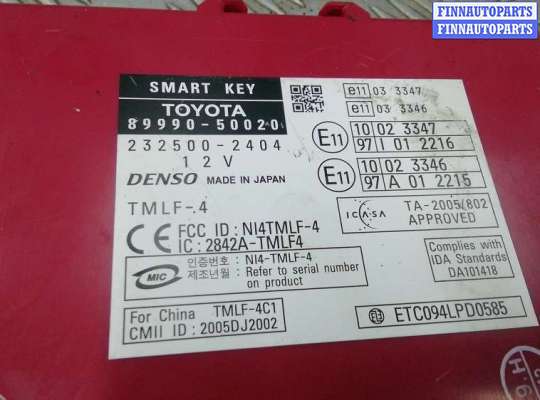 FINNAUTOPARTS
FINNAUTOPARTS
SMART KEY
TOYOTA
89990-50020
232500-2404
12V
DENSO MADE IN JAPAN
TMLF-4
FCC ID : NI4TMLF-4
IC : 2842A-TMLF4
MIC
인증번호 : NI4-TMLF-4
제조년월 : Refer to serial number
on product
For China TMLF-4C1
CMII ID : 2005DJ2002
e11 03 3347
e11 03 3346
E11 10 02 3347
97 I 01 2216
E11 10 02 3346
97 A 01 2215
ICASA
TA-2005/802
APPROVED
Complies with
IDA Standards
DA101418
ETC094LPD0585